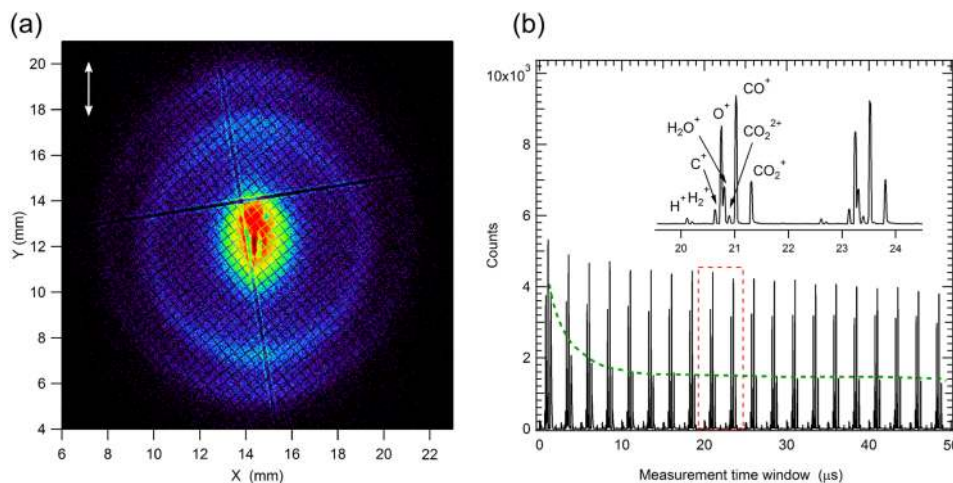 (a)
20
18
16
14
12
10
8
6
4
Y (mm)
6 8 10 12 14 16 18 20 22
X (mm)
(b)
10x10³
8
6
4
2
0
Counts
0 10 20 30 40 50
Measurement time window (μs)
CO⁺
O⁺
H₂O⁺
CO₂²⁺
C⁺
CO₂⁺
H⁺ H₂⁺
20 21 22 23 24